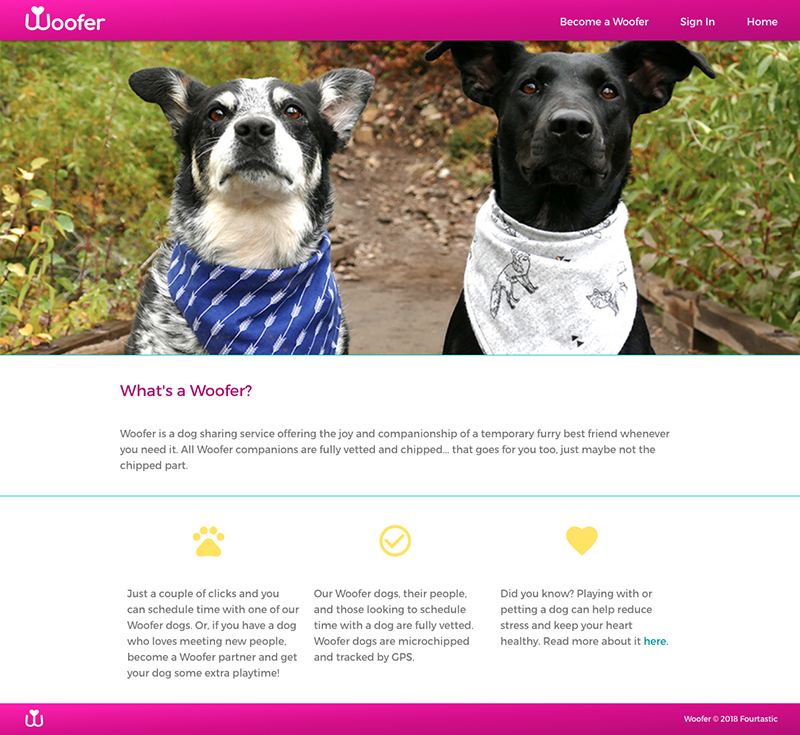 Woofer
Become a Woofer
Sign In
Home
What's a Woofer?
Woofer is a dog sharing service offering the joy and companionship of a temporary furry best friend whenever
you need it. All Woofer companions are fully vetted and chipped... that goes for you too, just maybe not the
chipped part.
Just a couple of clicks and you
can schedule time with one of our
Woofer dogs. Or, if you have a dog
who loves meeting new people,
become a Woofer partner and get
your dog some extra playtime!
Our Woofer dogs, their people,
and those looking to schedule
time with a dog are fully vetted.
Woofer dogs are microchipped
and tracked by GPS.
Did you know? Playing with or
petting a dog can help reduce
stress and keep your heart
healthy. Read more about it here.
W
Woofer © 2018 Fourtastic